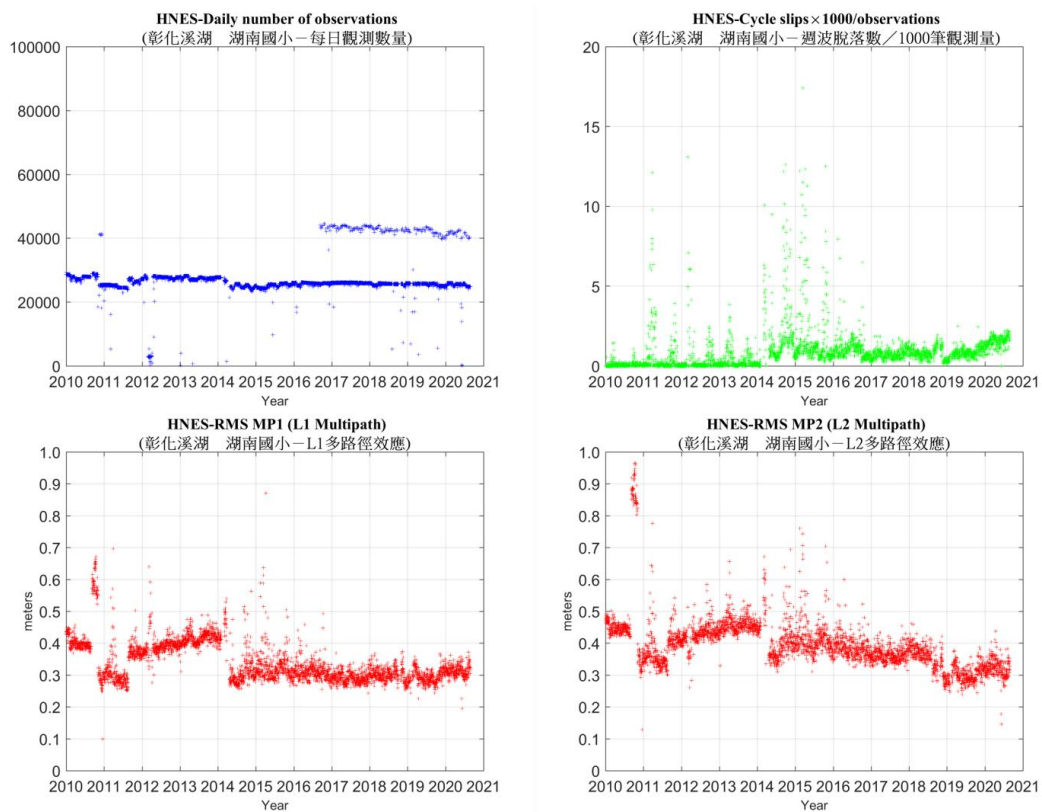 HNES-Daily number of observations
(彰化溪湖　湖南國小－每日觀測數量)
100000
80000
60000
40000
20000
0
2010 2011 2012 2013 2014 2015 2016 2017 2018 2019 2020 2021
Year
HNES-Cycle slips×1000/observations
(彰化溪湖　湖南國小－週波脫落數／1000筆觀測量)
20
15
10
5
0
2010 2011 2012 2013 2014 2015 2016 2017 2018 2019 2020 2021
Year
HNES-RMS MP1 (L1 Multipath)
(彰化溪湖　湖南國小－L1多路徑效應)
meters
1.0
0.9
0.8
0.7
0.6
0.5
0.4
0.3
0.2
0.1
0
2010 2011 2012 2013 2014 2015 2016 2017 2018 2019 2020 2021
Year
HNES-RMS MP2 (L2 Multipath)
(彰化溪湖　湖南國小－L2多路徑效應)
meters
1.0
0.9
0.8
0.7
0.6
0.5
0.4
0.3
0.2
0.1
0
2010 2011 2012 2013 2014 2015 2016 2017 2018 2019 2020 2021
Year